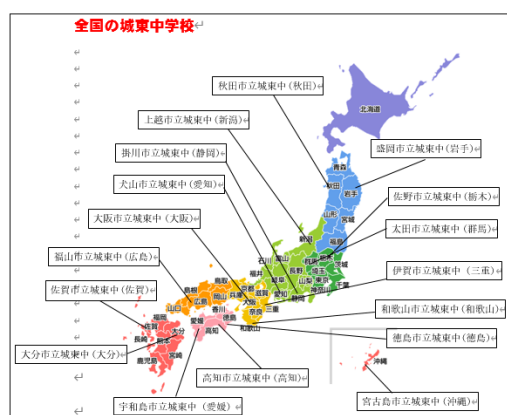 全国の城東中学校
秋田市立城東中(秋田)
上越市立城東中(新潟)
掛川市立城東中(静岡)
犬山市立城東中(愛知)
大阪市立城東中(大阪)
福山市立城東中(広島)
佐賀市立城東中(佐賀)
大分市立城東中(大分)
宇和島市立城東中(愛媛)
高知市立城東中(高知)
盛岡市立城東中(岩手)
佐野市立城東中(栃木)
太田市立城東中(群馬)
伊賀市立城東中(三重)
和歌山市立城東中(和歌山)
徳島市立城東中(徳島)
宮古島市立城東中(沖縄)
北海道
青森
秋田
岩手
山形
宮城
福島
新潟
群馬
栃木
茨城
埼玉
東京
千葉
神奈川
山梨
長野
静岡
愛知
岐阜
富山
石川
福井
滋賀
京都
三重
奈良
大阪
和歌山
兵庫
鳥取
岡山
島根
広島
山口
香川
徳島
愛媛
高知
福岡
佐賀
長崎
大分
熊本
宮崎
鹿児島
沖縄